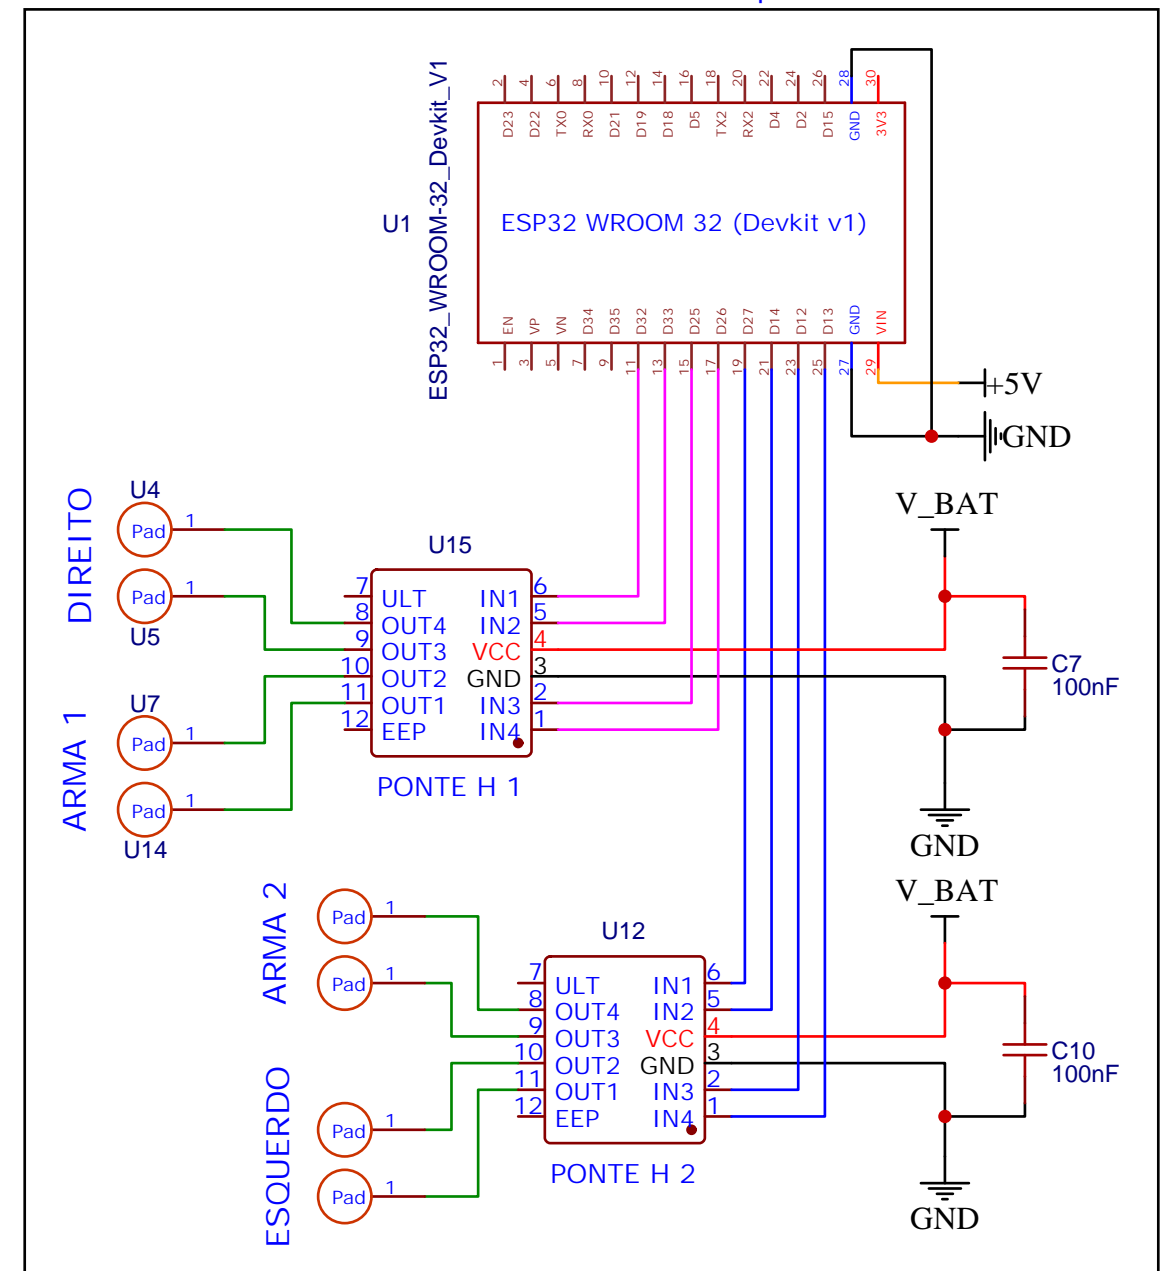 2 4 6 8 10 12 14 16 18 20 22 24 26 28 30
D23 D22 TX0 RX0 D21 D19 D18 D5 TX2 RX2 D4 D2 D15 GND 3V3
U1
ESP32_WROOM-32_Devkit_V1
ESP32 WROOM 32 (Devkit v1)
EN VP VN D34 D35 D32 D33 D25 D26 D27 D14 D12 D13 GND VIN
1 3 5 7 9 11 13 15 17 19 21 23 25 27 29
+5V
GND
V_BAT
C7
100nF
GND
DIREITO
U4
Pad 1
Pad 1
U5
ARMA 1
U7
Pad 1
Pad 1
U14
U15
7 ULT IN1 6
8 OUT4 IN2 5
9 OUT3 VCC 4
10 OUT2 GND 3
11 OUT1 IN3 2
12 EEP IN4 1
PONTE H 1
V_BAT
C10
100nF
GND
ARMA 2
Pad 1
Pad 1
ESQUERDO
Pad 1
Pad 1
U12
7 ULT IN1 6
8 OUT4 IN2 5
9 OUT3 VCC 4
10 OUT2 GND 3
11 OUT1 IN3 2
12 EEP IN4 1
PONTE H 2